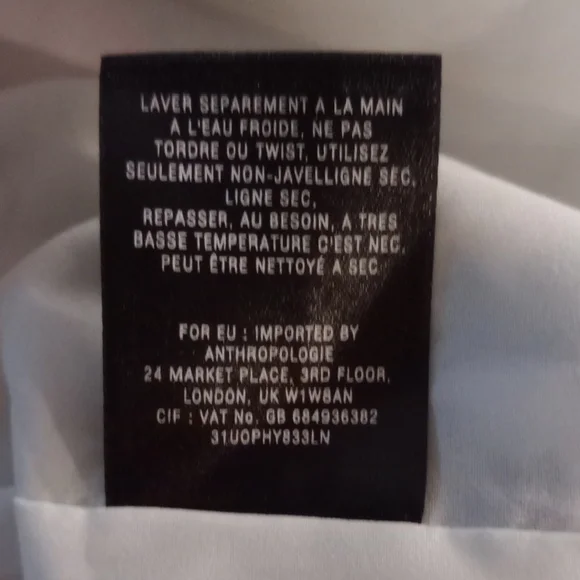 LAVER SEPAREMENT A LA MAIN
A L'EAU FROIDE, NE PAS
TORDRE OU TWIST, UTILISEZ
SEULEMENT NON-JAVELLIGNE SEC,
LIGNE SEC,
REPASSER, AU BESOIN, A TRES
BASSE TEMPERATURE C'EST NEC,
PEUT ÊTRE NETTOYÉ A SEC
FOR EU : IMPORTED BY
ANTHROPOLOGIE
24 MARKET PLACE, 3RD FLOOR,
LONDON, UK W1W8AN
CIF : VAT No. GB 684936382
31UOPHY833LN